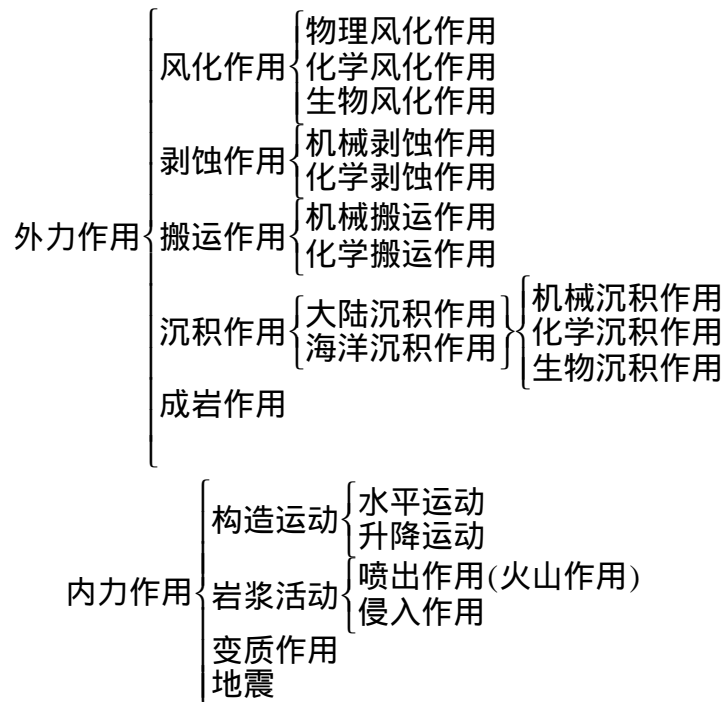 外力作用
风化作用
物理风化作用
化学风化作用
生物风化作用
剥蚀作用
机械剥蚀作用
化学剥蚀作用
搬运作用
机械搬运作用
化学搬运作用
沉积作用
大陆沉积作用
海洋沉积作用
机械沉积作用
化学沉积作用
生物沉积作用
成岩作用
内力作用
构造运动
水平运动
升降运动
岩浆活动
喷出作用(火山作用)
侵入作用
变质作用
地震